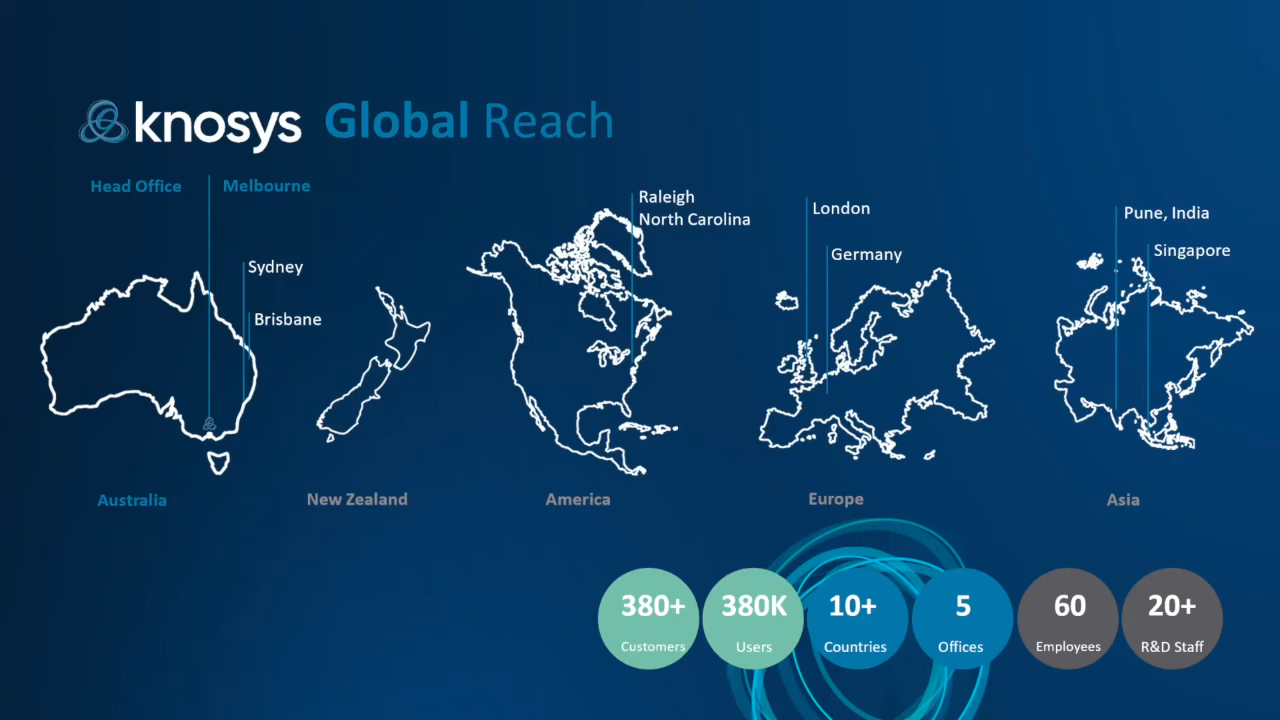 knosys Global Reach
Head Office
Melbourne
Sydney
Brisbane
Raleigh
North Carolina
London
Germany
Pune, India
Singapore
Australia
New Zealand
America
Europe
Asia
380+
Customers
380K
Users
10+
Countries
5
Offices
60
Employees
20+
R&D Staff